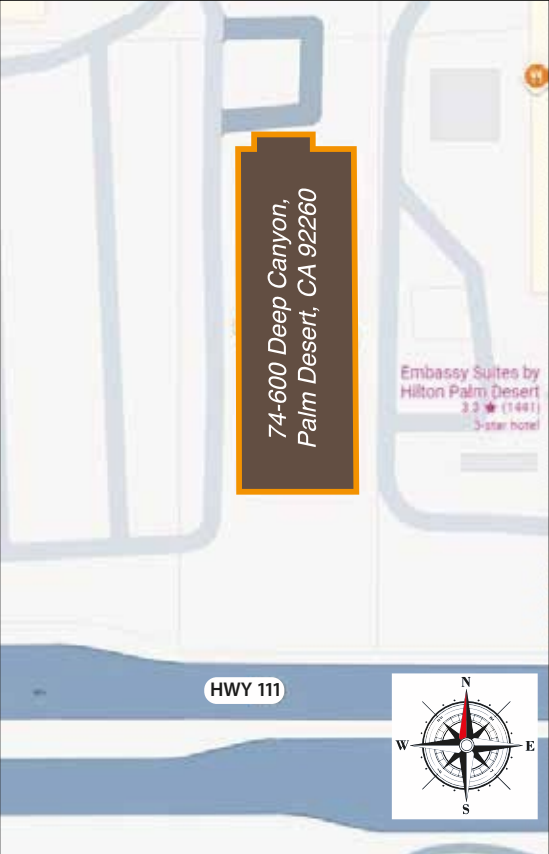 74-600 Deep Canyon,
Palm Desert, CA 92260
Embassy Suites by
Hilton Palm Desert
3.3 ★ (1441)
3-star hotel
HWY 111
N
W
E
S